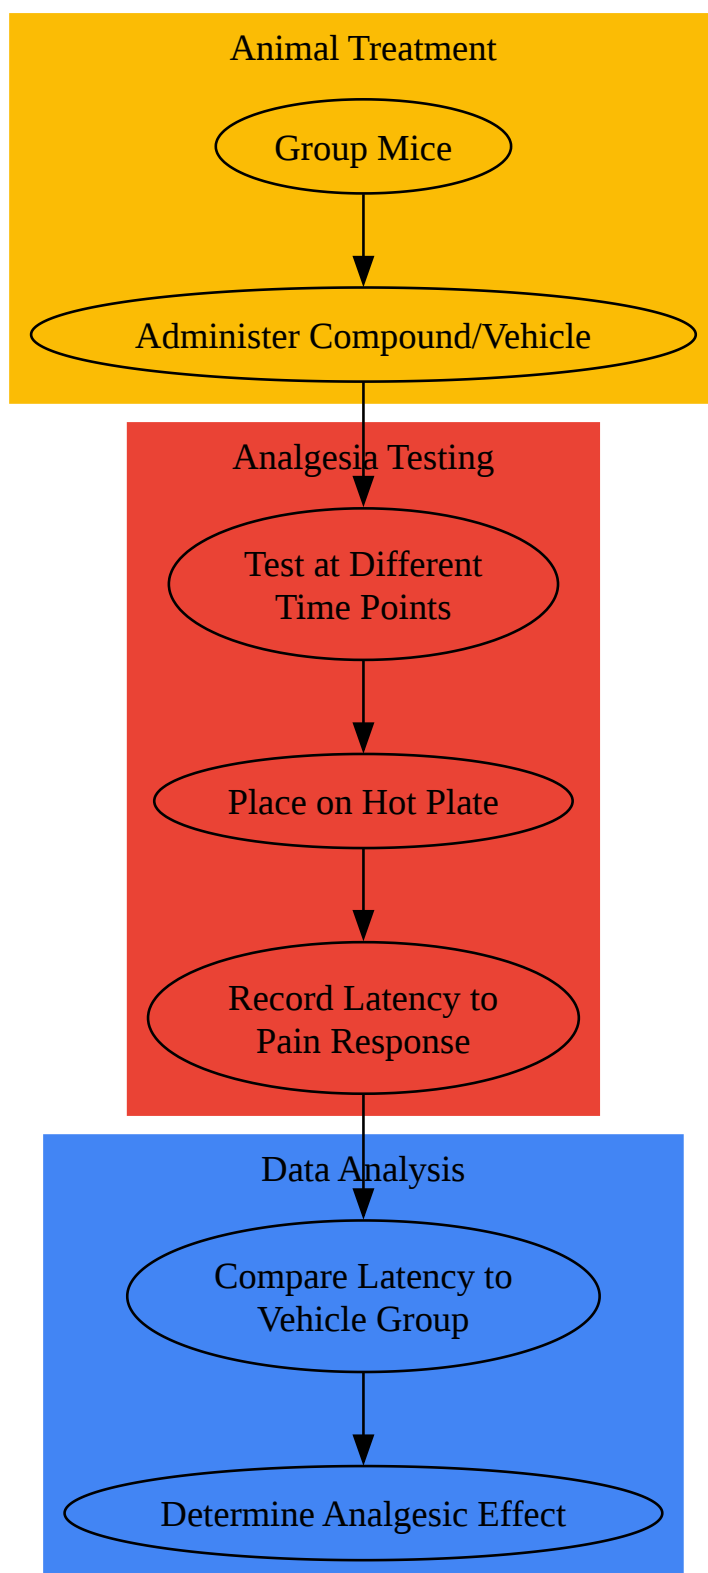 Animal Treatment
Group Mice
Administer Compound/Vehicle
Analgesia Testing
Test at Different
Time Points
Place on Hot Plate
Record Latency to
Pain Response
Data Analysis
Compare Latency to
Vehicle Group
Determine Analgesic Effect